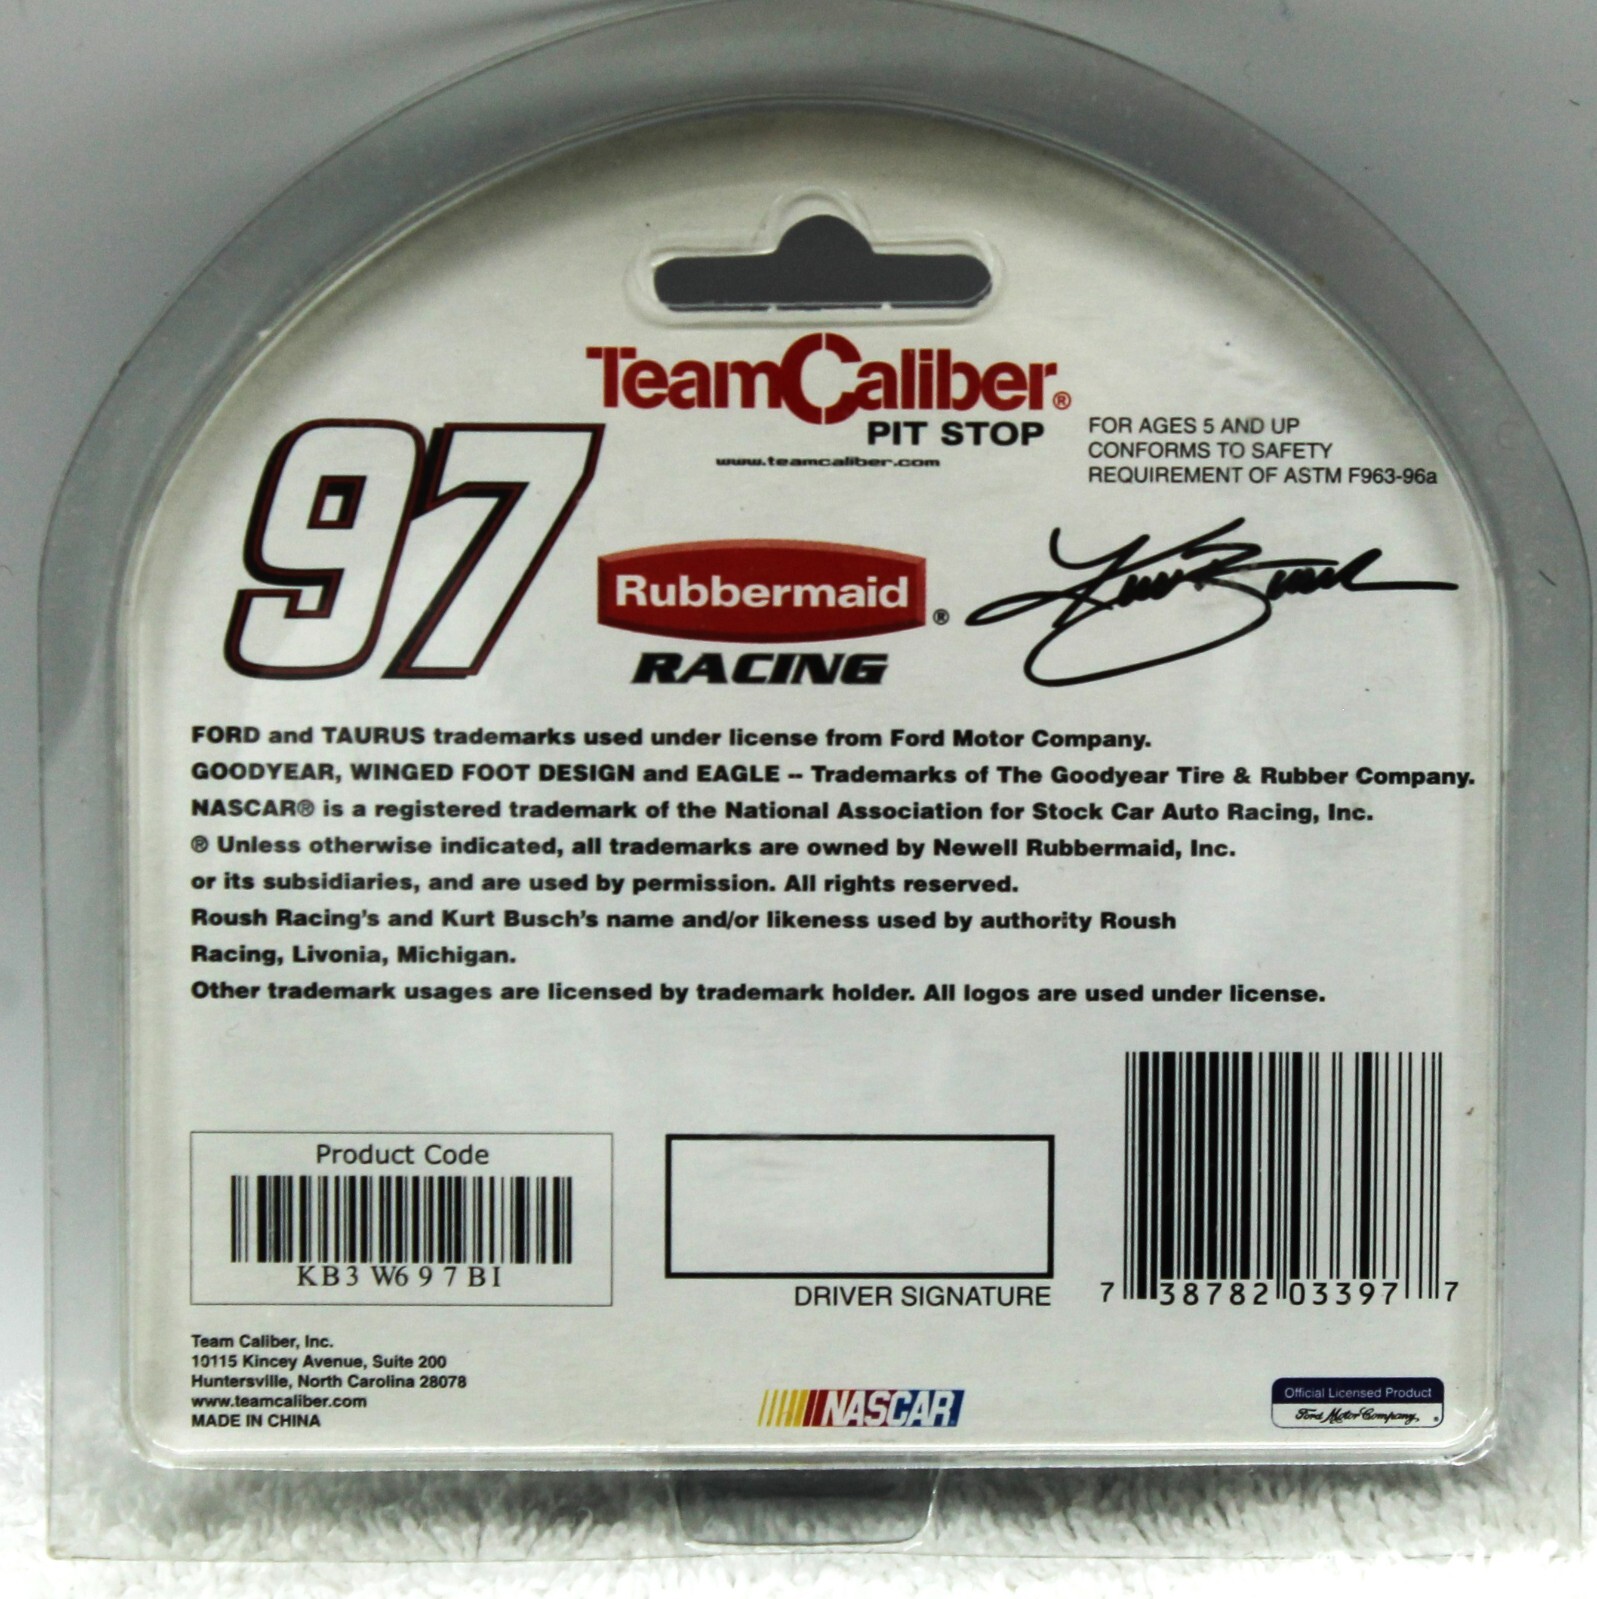 TeamCaliber®
PIT STOP
www.teamcaliber.com
FOR AGES 5 AND UP
CONFORMS TO SAFETY
REQUIREMENT OF ASTM F963-96a
97
Rubbermaid®
RACING
Kurt Busch
FORD and TAURUS trademarks used under license from Ford Motor Company.
GOODYEAR, WINGED FOOT DESIGN and EAGLE -- Trademarks of The Goodyear Tire & Rubber Company.
NASCAR® is a registered trademark of the National Association for Stock Car Auto Racing, Inc.
® Unless otherwise indicated, all trademarks are owned by Newell Rubbermaid, Inc.
or its subsidiaries, and are used by permission. All rights reserved.
Roush Racing's and Kurt Busch's name and/or likeness used by authority Roush
Racing, Livonia, Michigan.
Other trademark usages are licensed by trademark holder. All logos are used under license.
Product Code
KB3W697BI
DRIVER SIGNATURE
7 38782 03397 7
Team Caliber, Inc.
10115 Kincey Avenue, Suite 200
Huntersville, North Carolina 28078
www.teamcaliber.com
MADE IN CHINA
NASCAR
Official Licensed Product
Ford Motor Company